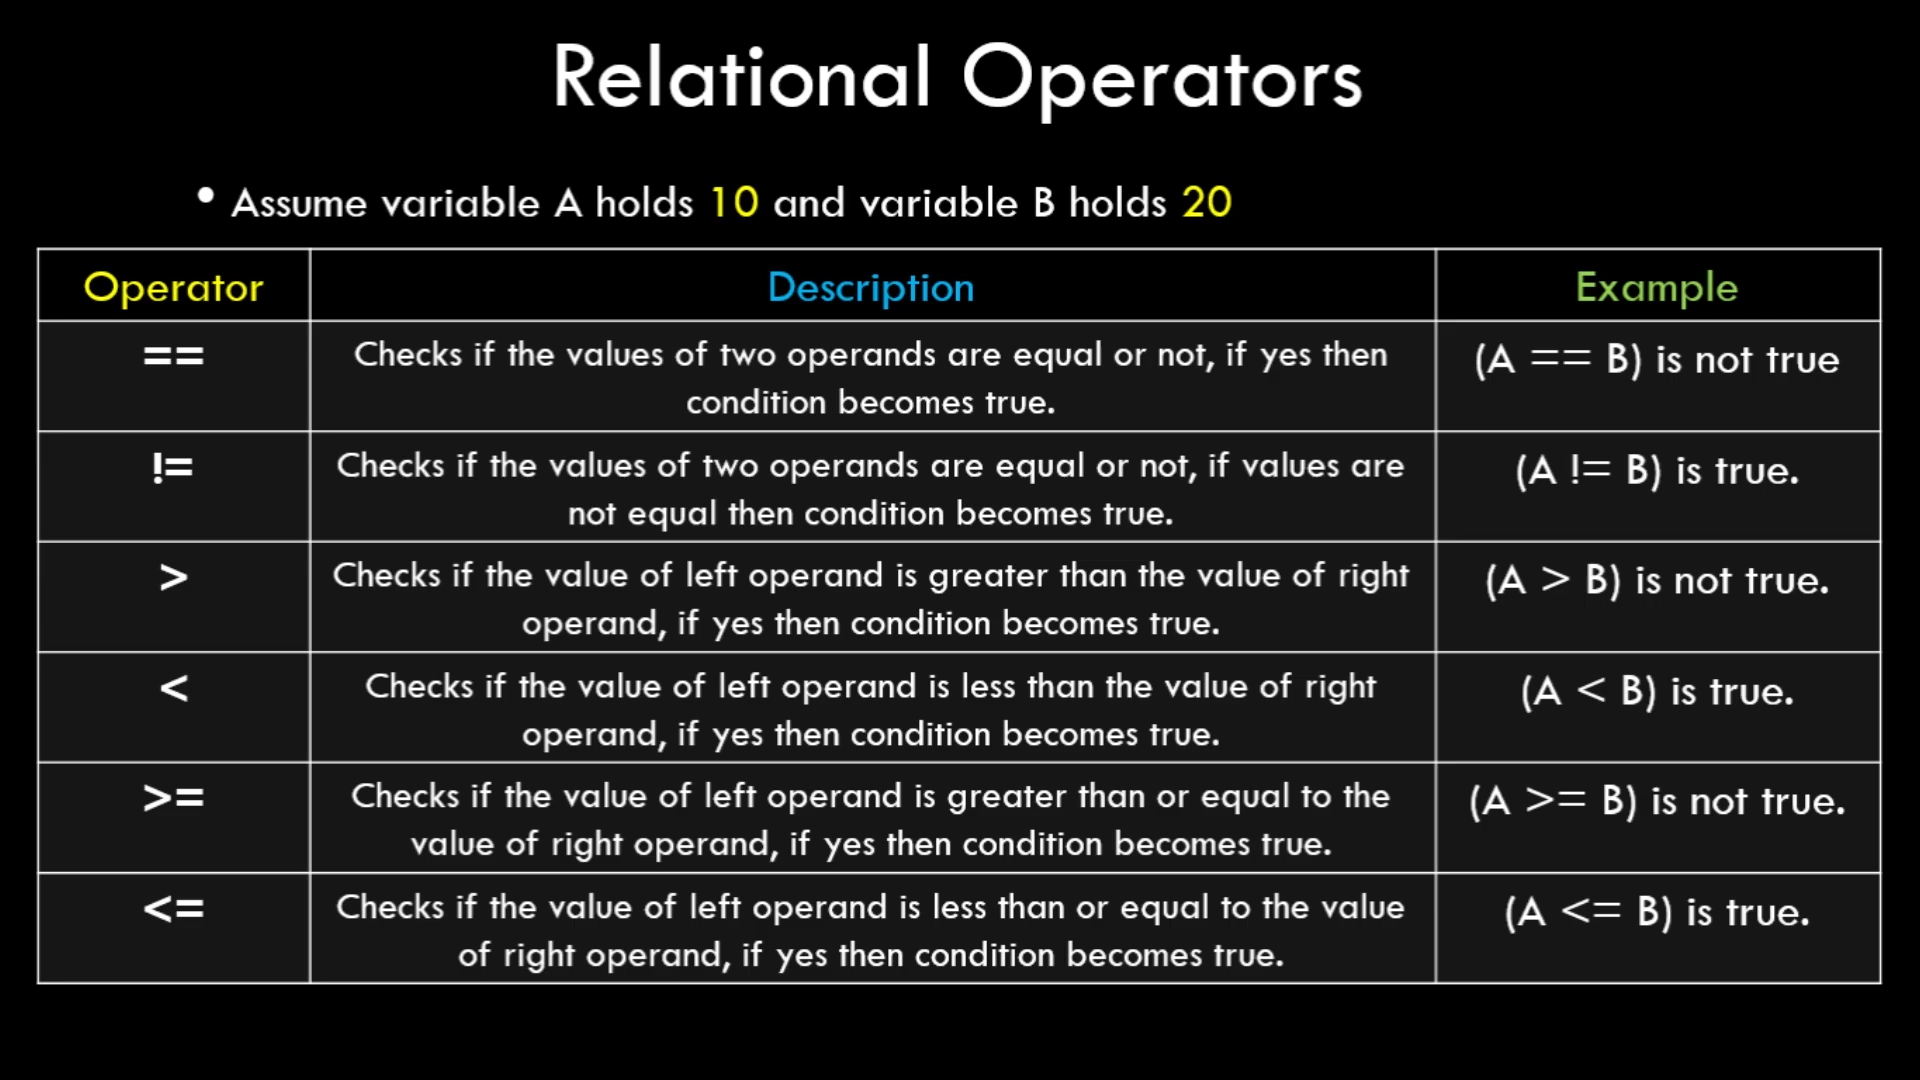 Relational Operators
• Assume variable A holds 10 and variable B holds 20
Operator Description Example
== Checks if the values of two operands are equal or not, if yes then (A == B) is not true
condition becomes true.
!= Checks if the values of two operands are equal or not, if values are (A != B) is true.
not equal then condition becomes true.
> Checks if the value of left operand is greater than the value of right (A > B) is not true.
operand, if yes then condition becomes true.
< Checks if the value of left operand is less than the value of right (A < B) is true.
operand, if yes then condition becomes true.
>= Checks if the value of left operand is greater than or equal to the (A >= B) is not true.
value of right operand, if yes then condition becomes true.
<= Checks if the value of left operand is less than or equal to the value (A <= B) is true.
of right operand, if yes then condition becomes true.